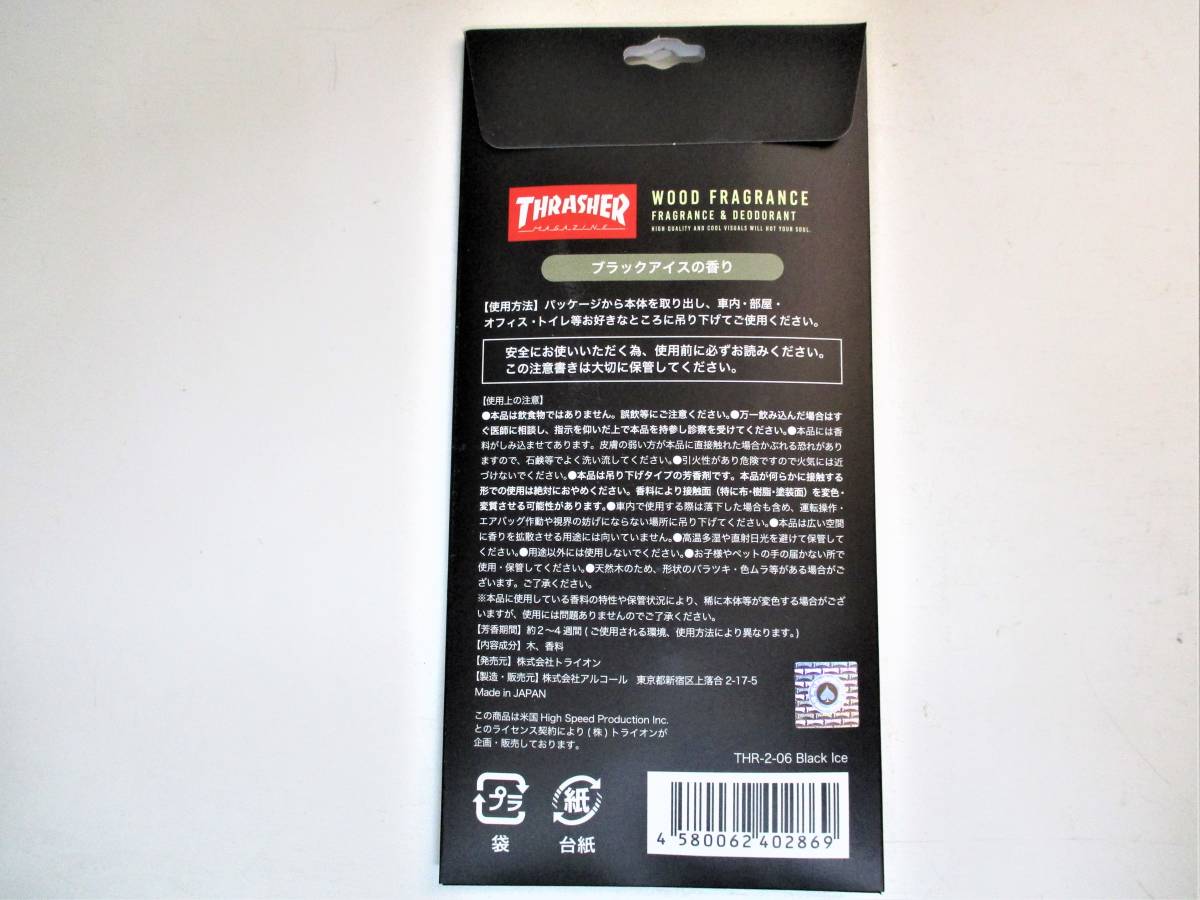 THRASHER
MAGAZINE
WOOD FRAGRANCE
FRAGRANCE & DEODORANT
HIGH QUALITY AND COOL VISUALS WILL HOT YOUR SOUL.
ブラックアイスの香り
【使用方法】パッケージから本体を取り出し、車内・部屋・
オフィス・トイレ等お好きなところに吊り下げてご使用ください。
安全にお使いいただく為、使用前に必ずお読みください。
この注意書きは大切に保管してください。
【使用上の注意】
●本品は飲食物ではありません。誤飲等にご注意ください。●万一飲み込んだ場合はす
ぐ医師に相談し、指示を仰いだ上で本品を持参し診察を受けてください。●本品には香
料がしみ込ませてあります。皮膚の弱い方が本品に直接触れた場合かぶれる恐れがあり
ますので、石鹸等でよく洗い流してください。●引火性があり危険ですので火気には近
づけないでください。●本品は吊り下げタイプの芳香剤です。本品が何らかに接触する
形での使用は絶対におやめください。香料により接触面（特に布・樹脂・塗装面）を変色・
変質させる可能性があります。●車内で使用する際は落下した場合も含め、運転操作・
エアバッグ作動や視界の妨げにならない場所に吊り下げてください。●本品は広い空間
に香りを拡散させる用途には向いていません。●高温多湿や直射日光を避けて保管して
ください。●用途以外には使用しないでください。●お子様やペットの手の届かない所で
使用・保管してください。●天然木のため、形状のバラツキ・色ムラ等がある場合がご
ざいます。ご了承ください。
※本品に使用している香料の特性や保管状況により、稀に本体等が変色する場合がござ
いますが、使用には問題ありませんのでご了承ください。
【芳香期間】約2〜4週間(ご使用される環境、使用方法により異なります。)
【内容成分】木、香料
【発売元】株式会社トライオン
【製造・販売元】株式会社アルコール 東京都新宿区上落合2-17-5
Made in JAPAN
この商品は米国High Speed Production Inc.
とのライセンス契約により(株)トライオンが
企画・販売しております。
THR-2-06 Black Ice
プラ
袋
紙
台紙
4 580062 402869